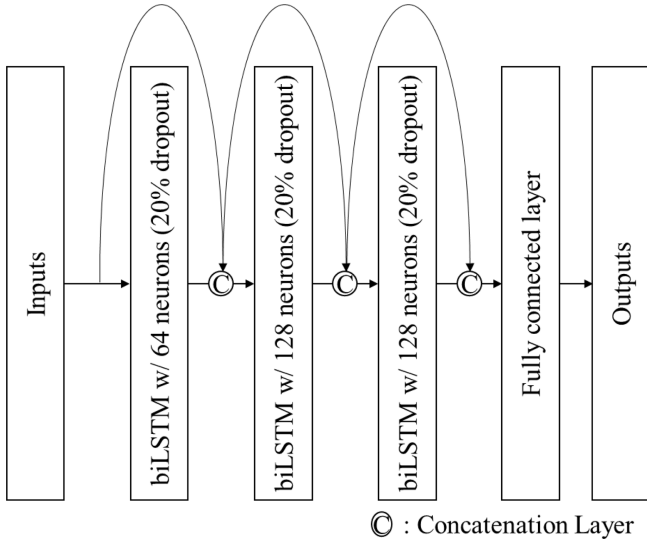 Inputs
biLSTM w/ 64 neurons (20% dropout)
C
biLSTM w/ 128 neurons (20% dropout)
C
biLSTM w/ 128 neurons (20% dropout)
C
Fully connected layer
Outputs
C : Concatenation Layer